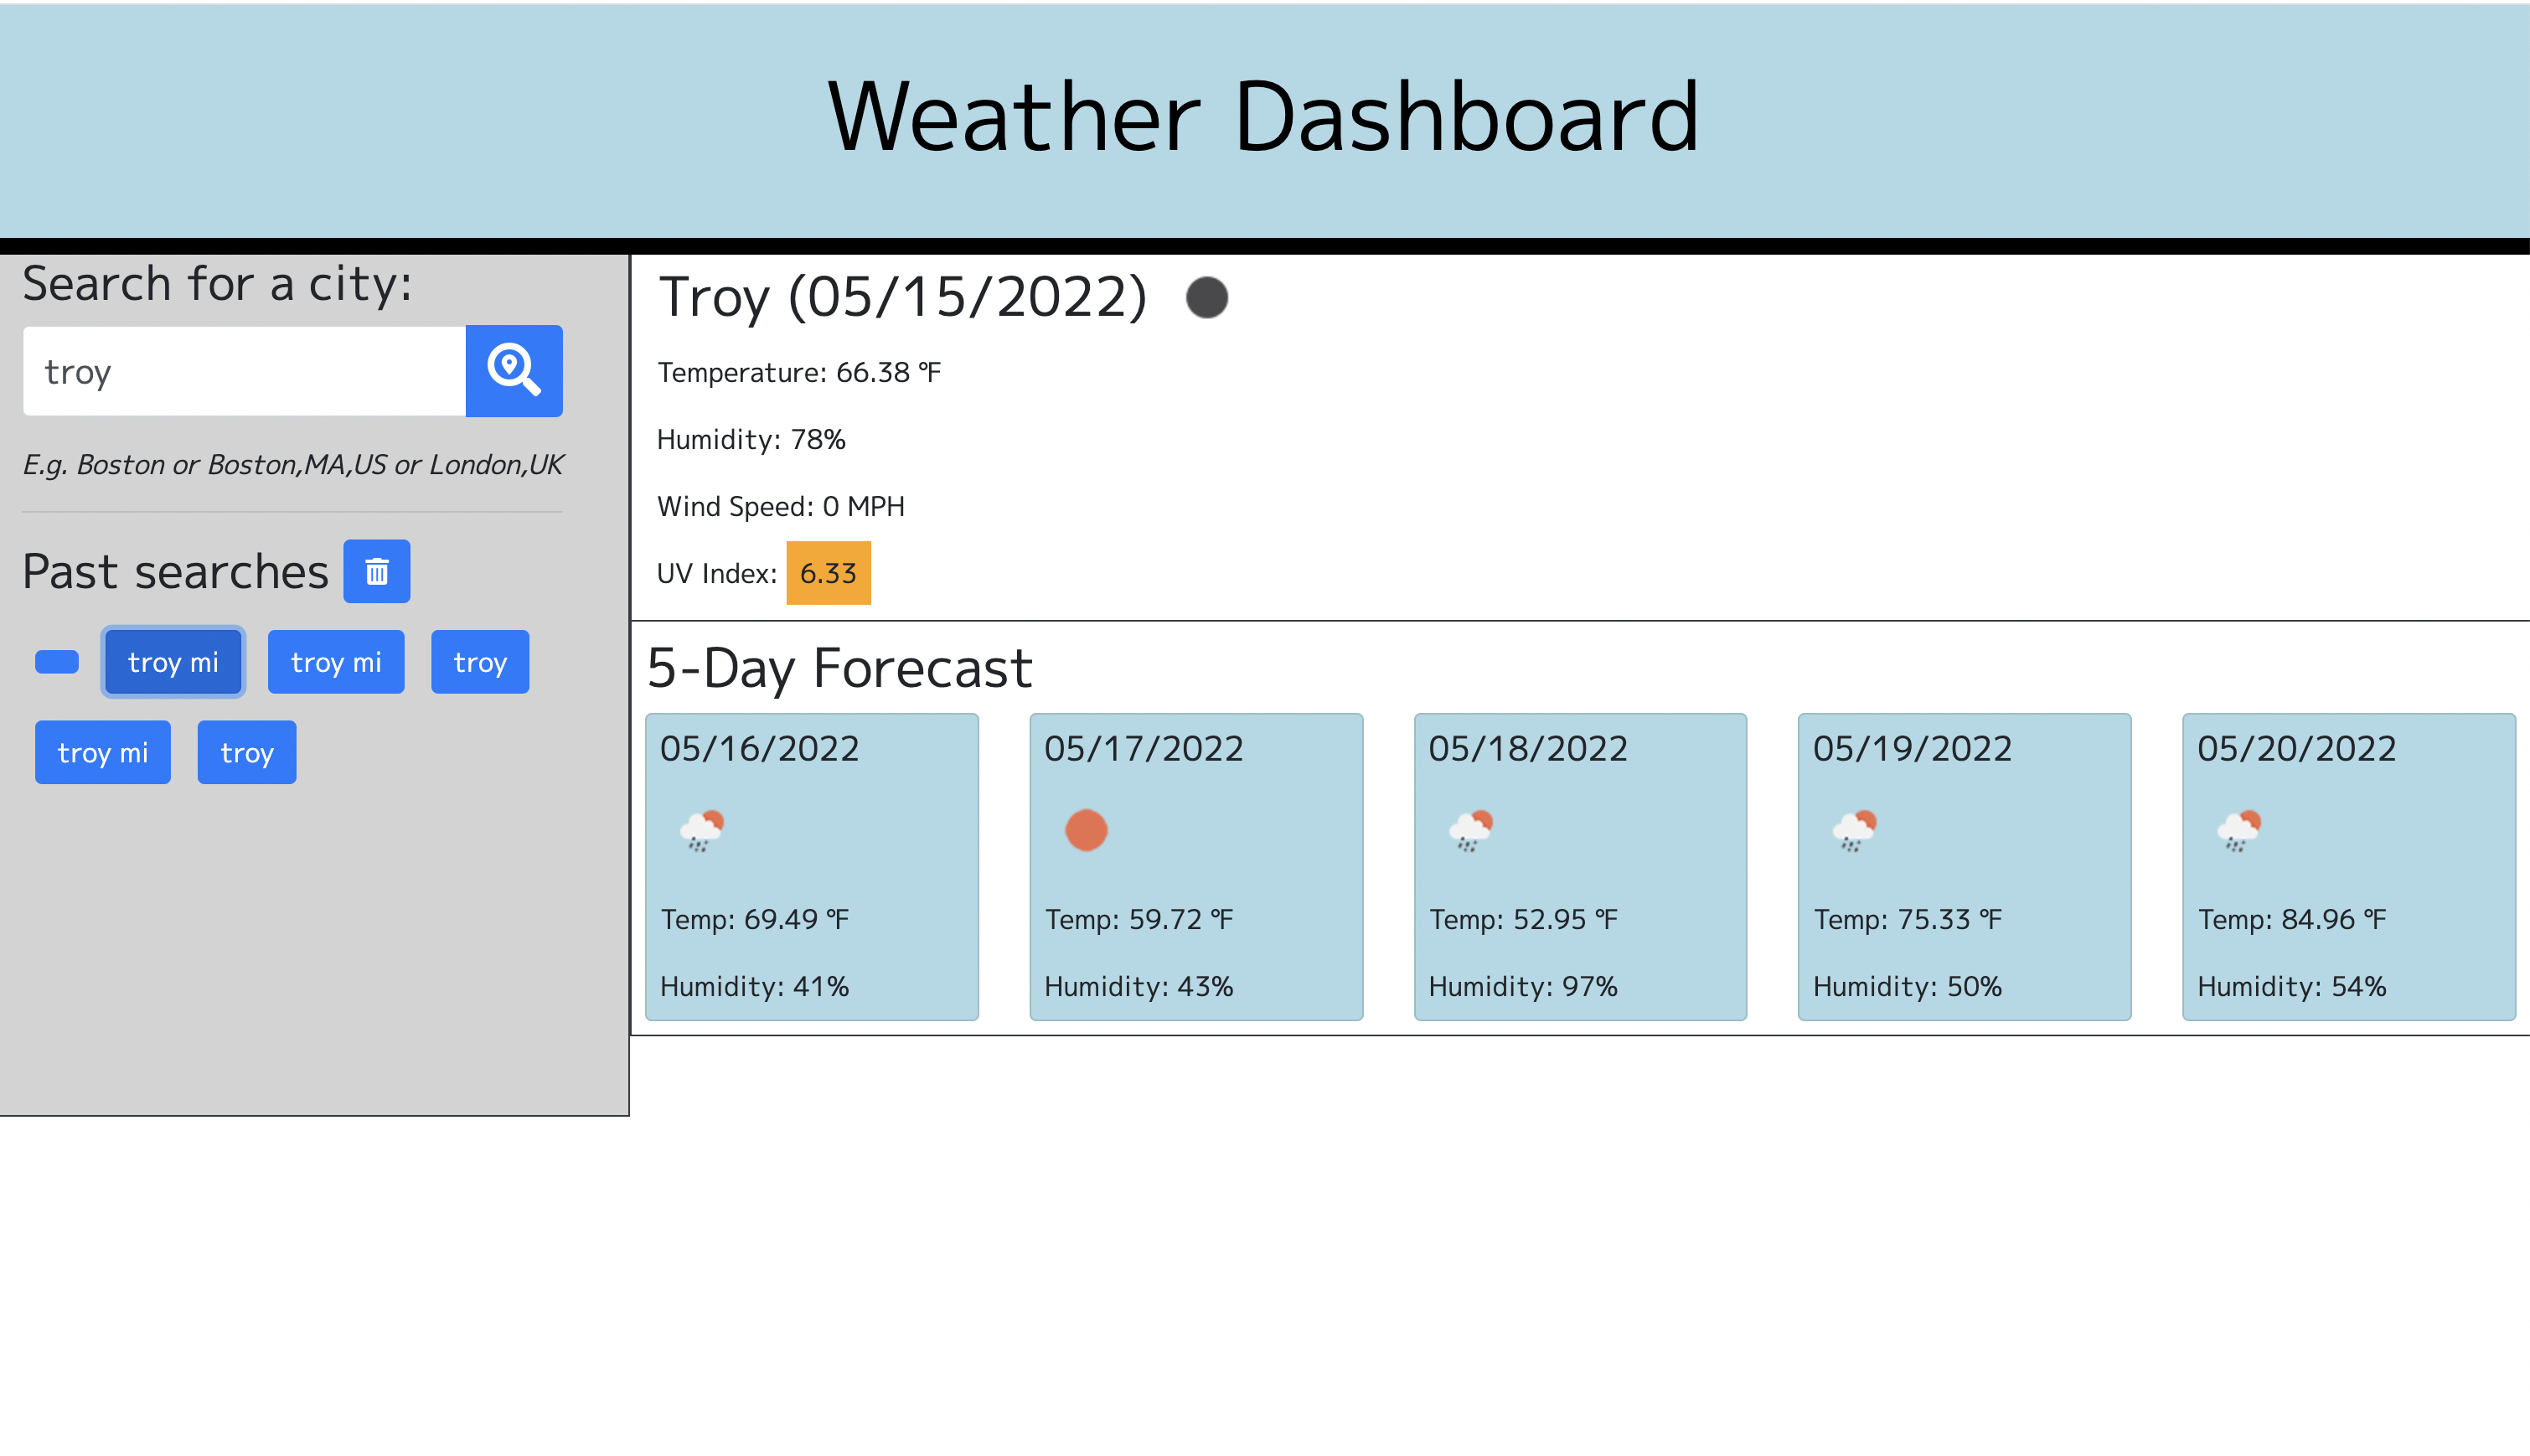 Weather Dashboard
Search for a city:
troy
E.g. Boston or Boston,MA,US or London,UK
Past searches
troy mi troy mi troy
troy mi troy
Troy (05/15/2022)
Temperature: 66.38 ℉
Humidity: 78%
Wind Speed: 0 MPH
UV Index: 6.33
5-Day Forecast
05/16/2022
Temp: 69.49 ℉
Humidity: 41%
05/17/2022
Temp: 59.72 ℉
Humidity: 43%
05/18/2022
Temp: 52.95 ℉
Humidity: 97%
05/19/2022
Temp: 75.33 ℉
Humidity: 50%
05/20/2022
Temp: 84.96 ℉
Humidity: 54%